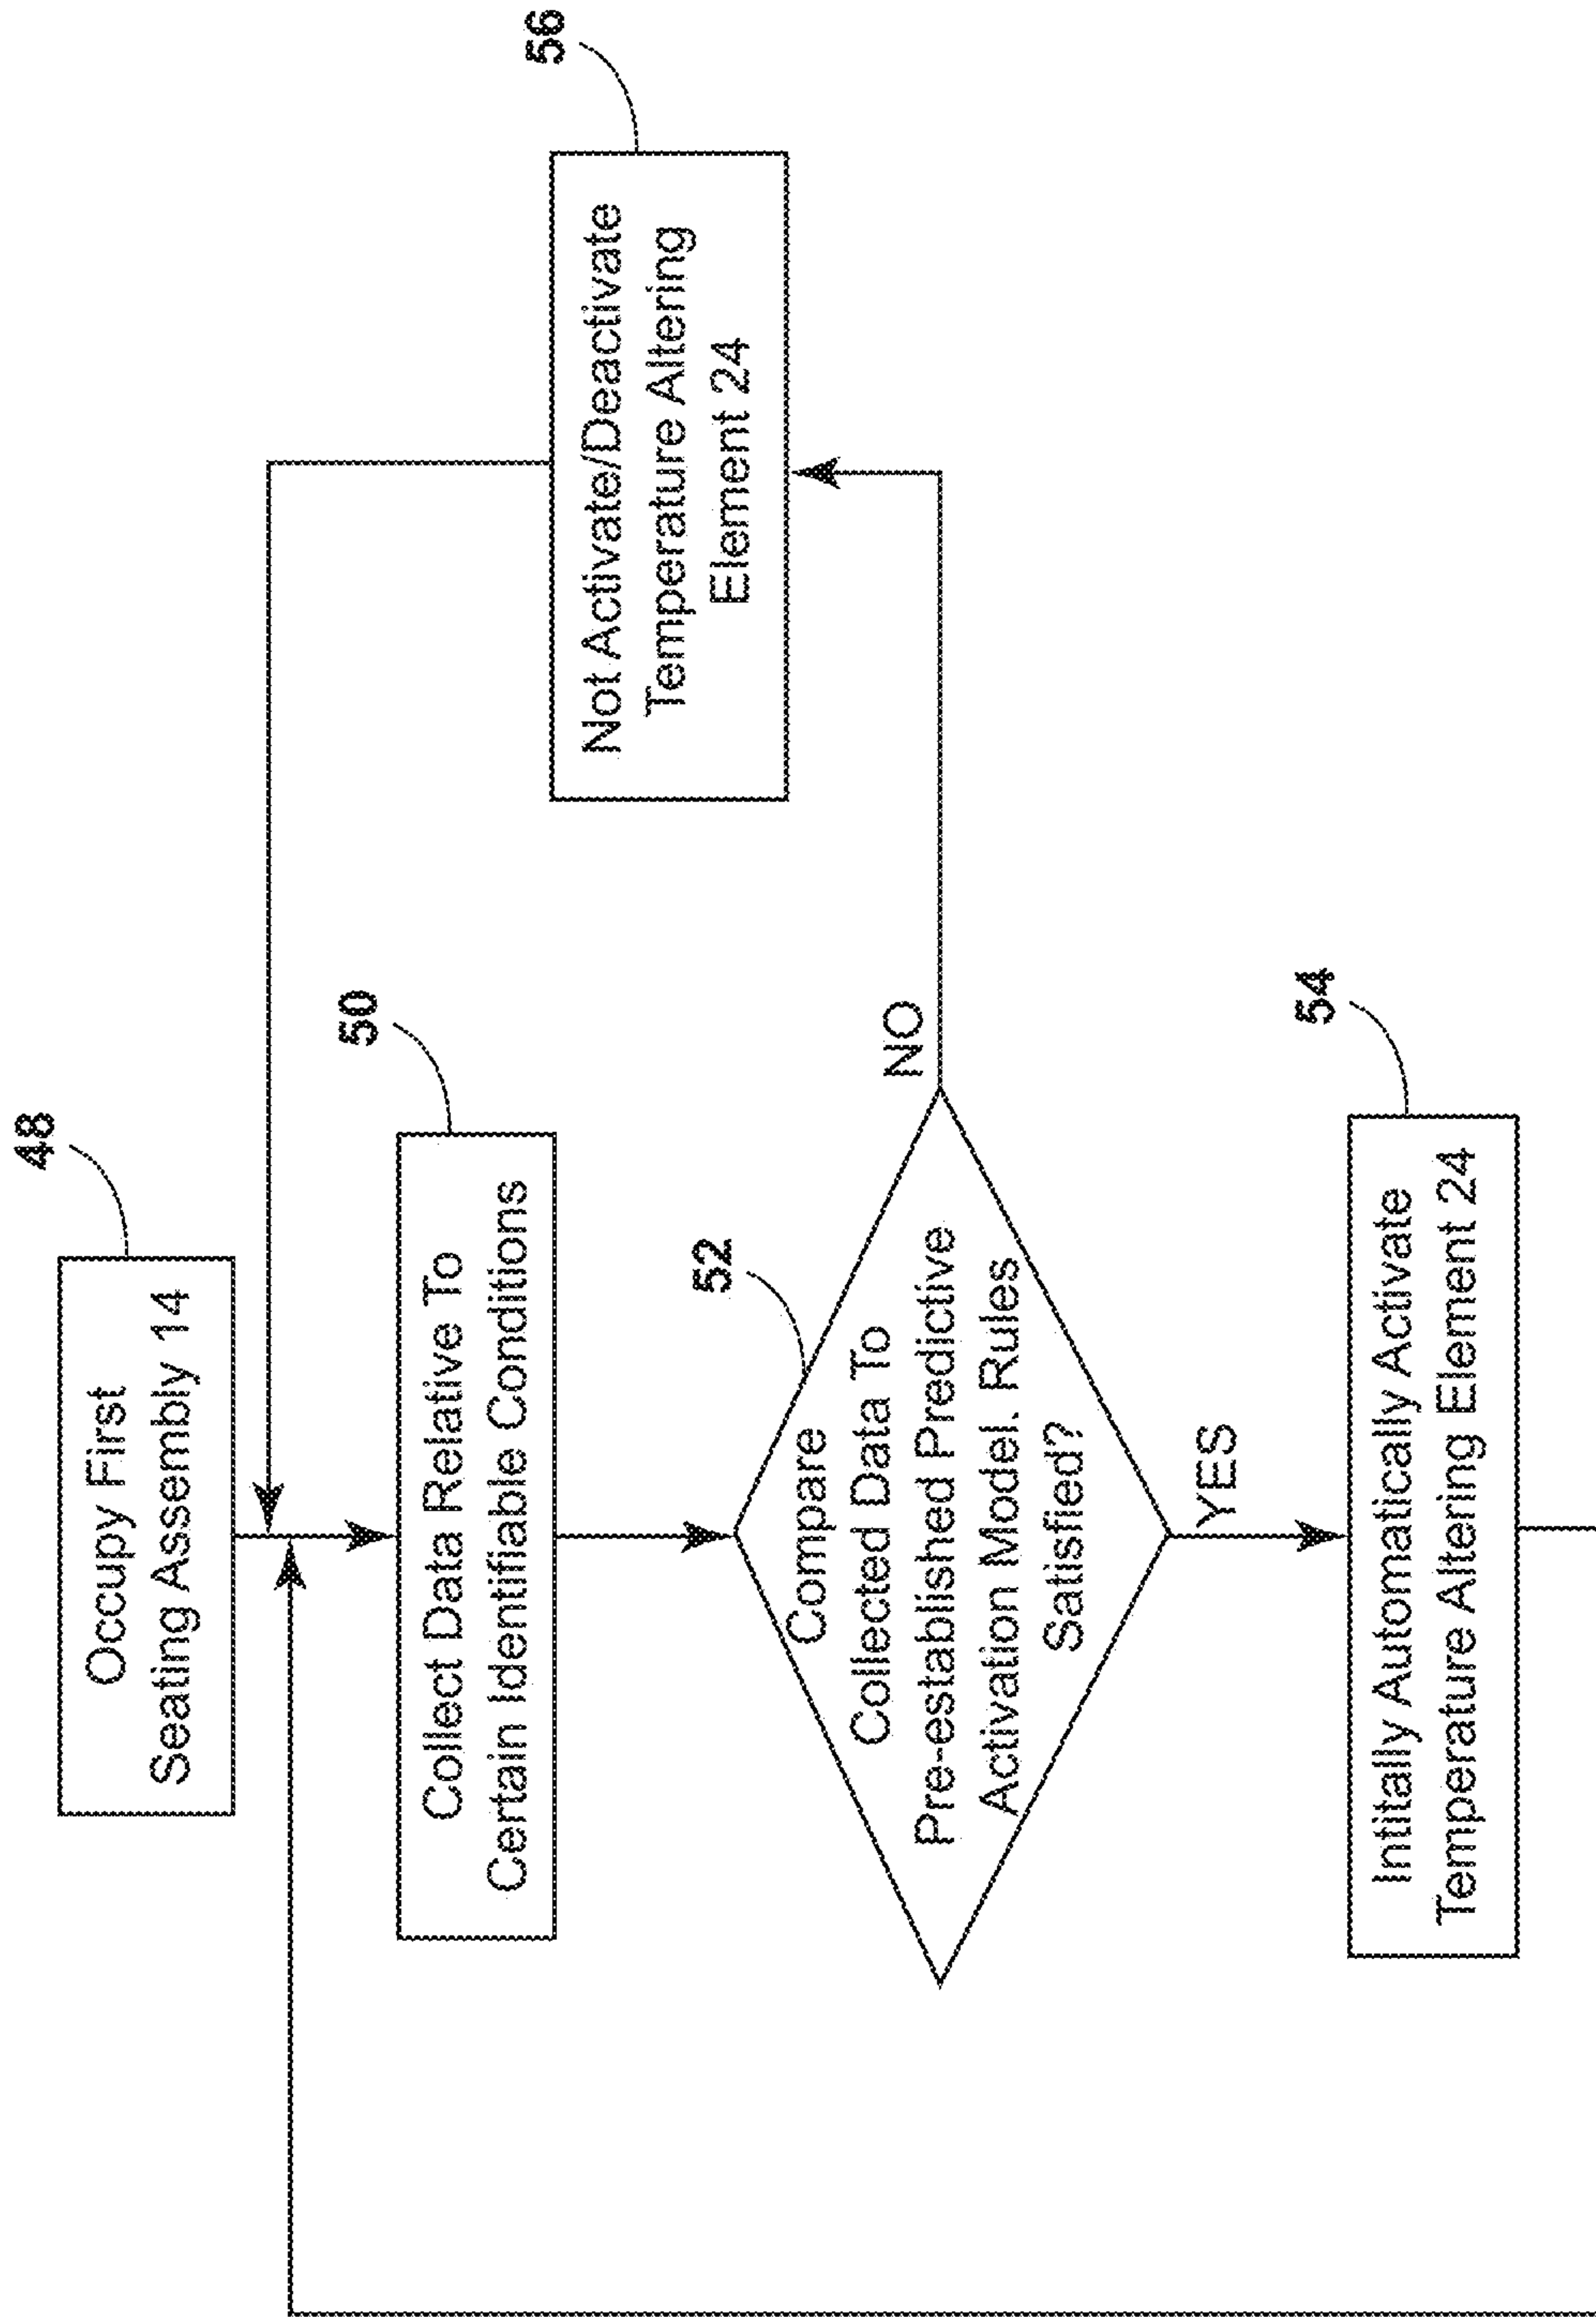 48
Occupy First
Seating Assembly 14
50
Collect Data Relative To
Certain Identifiable Conditions
52
Compare
Collected Data To
Pre-established Predictive
Activation Model. Rules
Satisfied?
NO
56
Not Activate/Deactivate
Temperature Altering
Element 24
YES
54
Intitally Automatically Activate
Temperature Altering Element 24